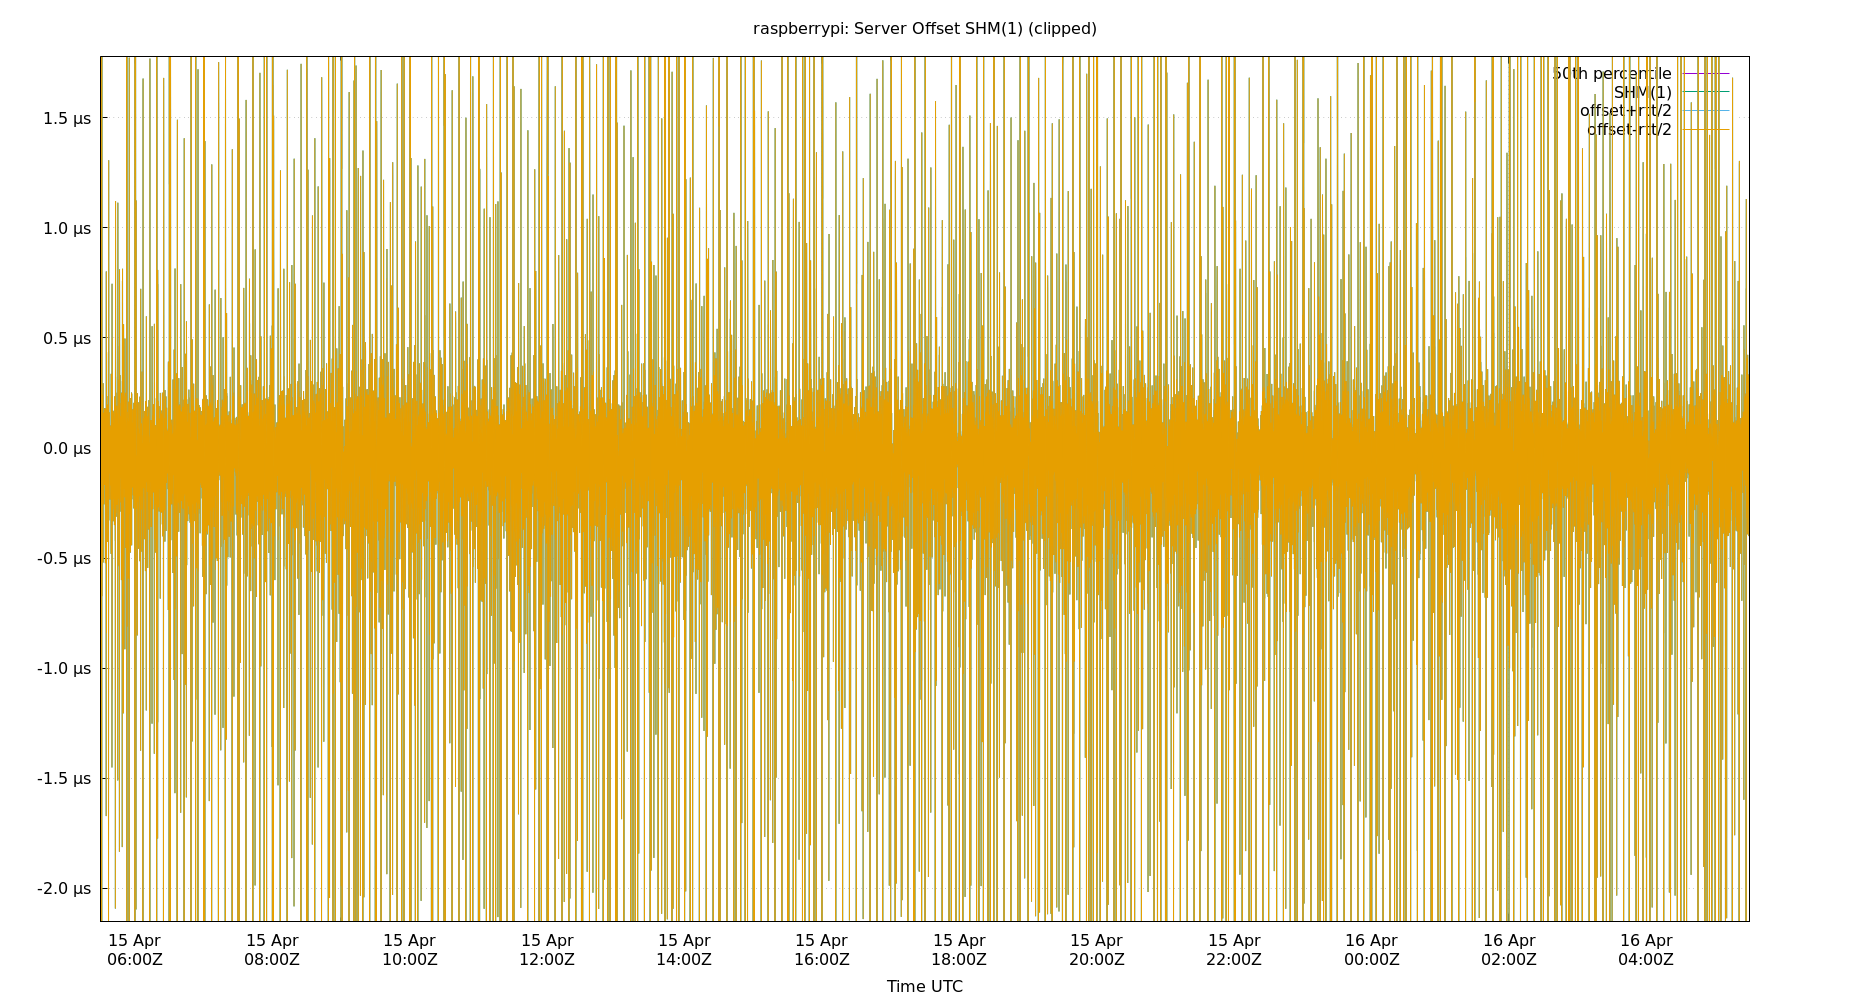 raspberrypi: Server Offset SHM(1) (clipped)
50th percentile
SHM(1)
offset+rtt/2
offset-rtt/2
1.5 µs
1.0 µs
0.5 µs
0.0 µs
-0.5 µs
-1.0 µs
-1.5 µs
-2.0 µs
15 Apr 15 Apr 15 Apr 15 Apr 15 Apr 15 Apr 15 Apr 15 Apr 15 Apr 16 Apr 16 Apr 16 Apr
06:00Z 08:00Z 10:00Z 12:00Z 14:00Z 16:00Z 18:00Z 20:00Z 22:00Z 00:00Z 02:00Z 04:00Z
Time UTC